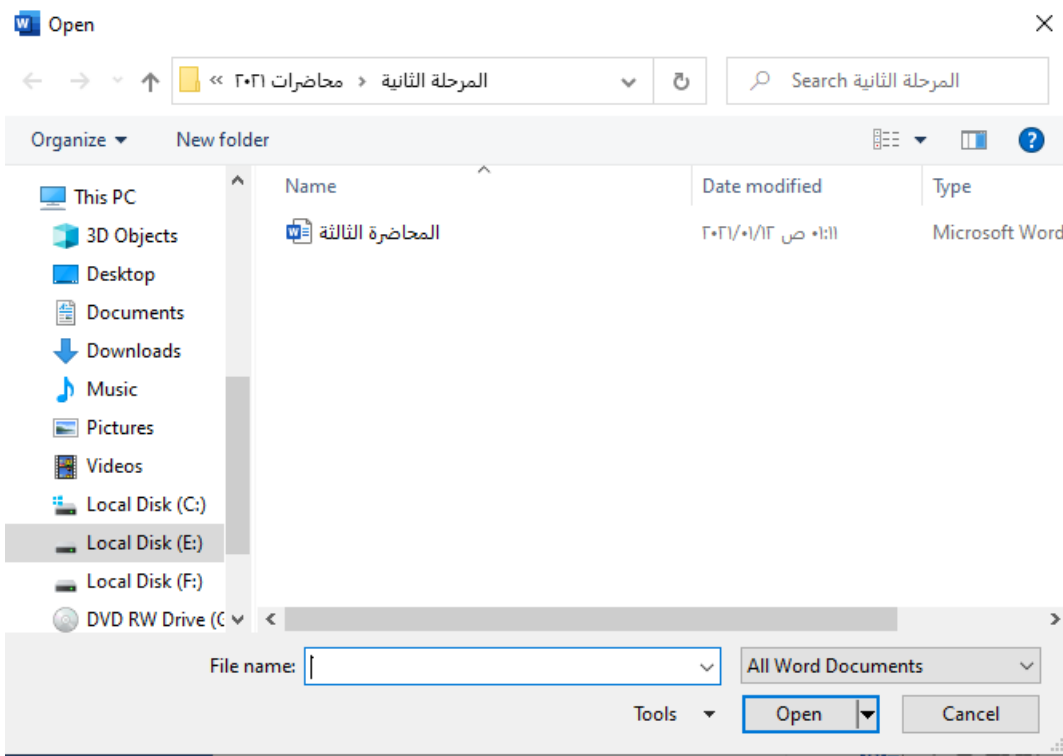 Open
« محاضرات ٢٠٢١ › المرحلة الثانية
Search المرحلة الثانية
Organize
New folder
Name
Date modified
Type
This PC
3D Objects
Desktop
Documents
Downloads
Music
Pictures
Videos
Local Disk (C:)
Local Disk (E:)
Local Disk (F:)
DVD RW Drive (
المحاضرة الثالثة
٢٠٢١/٠١/١٢ ٠١:١١ ص
Microsoft Word
File name:
All Word Documents
Tools
Open
Cancel